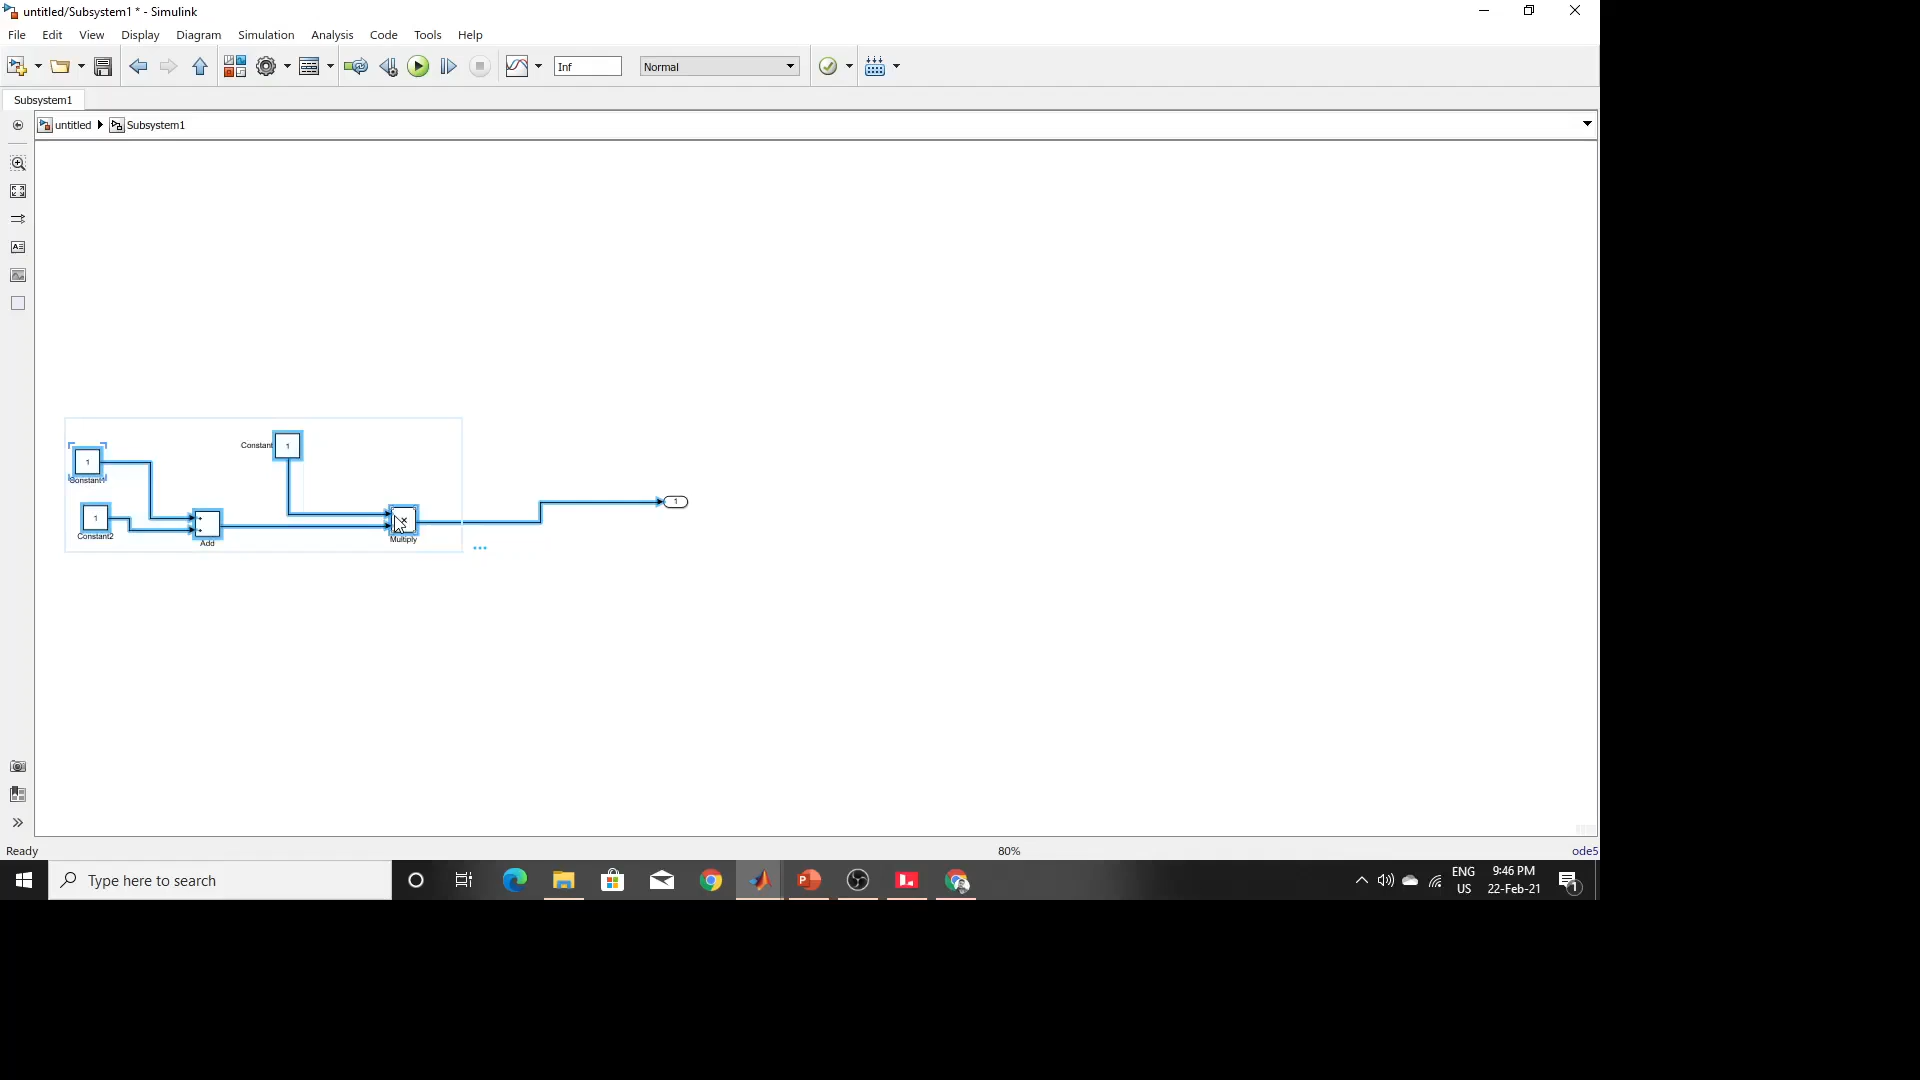 untitled/Subsystem1 * - Simulink
File Edit View Display Diagram Simulation Analysis Code Tools Help
Inf Normal
Subsystem1
untitled Subsystem1
Constant 1
1
Constant1
1
Constant2
Add
Multiply
1
Ready 80% ode5
Type here to search
ENG 9:46 PM
US 22-Feb-21 1